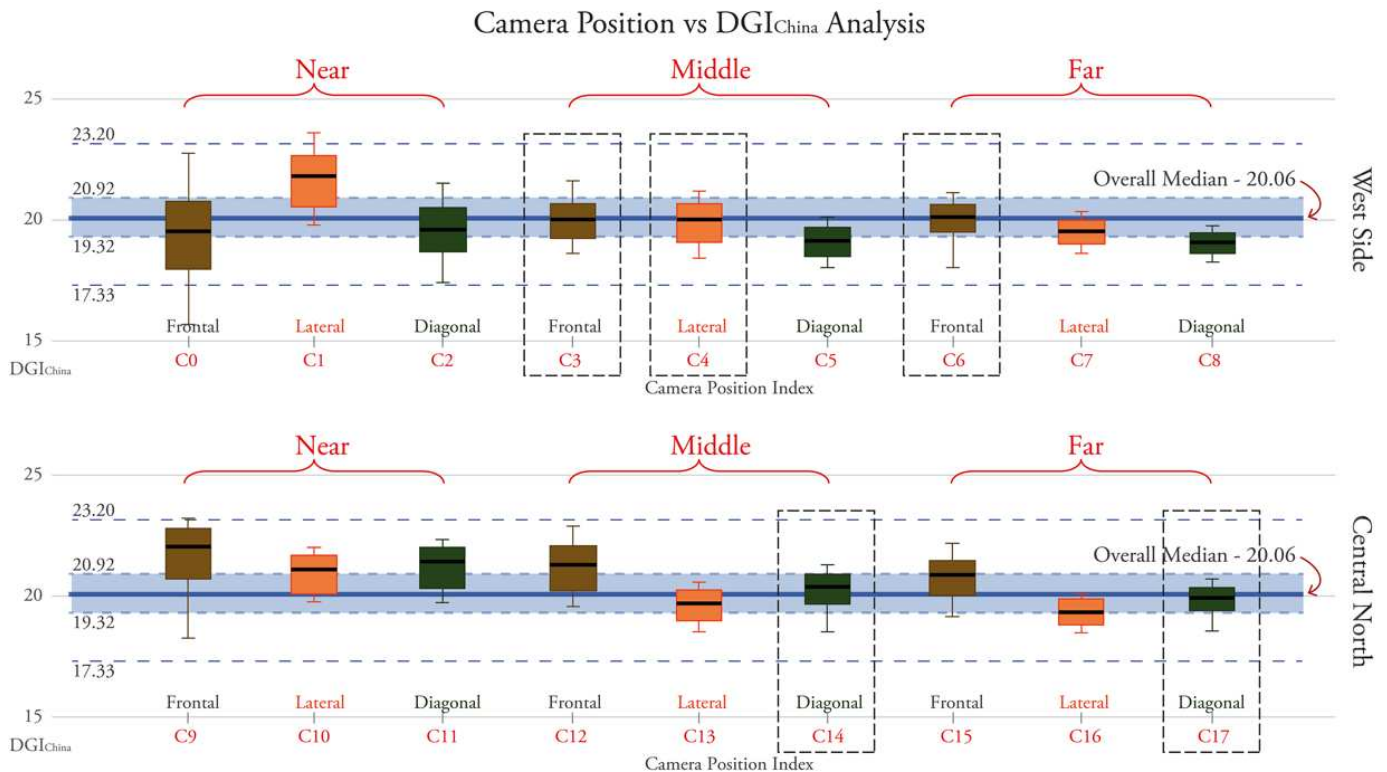 Camera Position vs DGIChina Analysis
Near Middle Far
25
23.20
20.92
Overall Median - 20.06
20
19.32
17.33
Frontal Lateral Diagonal Frontal Lateral Diagonal Frontal Lateral Diagonal
15
C0 C1 C2 C3 C4 C5 C6 C7 C8
DGIChina
Camera Position Index
West Side
Near Middle Far
25
23.20
20.92
Overall Median - 20.06
20
19.32
17.33
Frontal Lateral Diagonal Frontal Lateral Diagonal Frontal Lateral Diagonal
15
C9 C10 C11 C12 C13 C14 C15 C16 C17
DGIChina
Camera Position Index
Central North